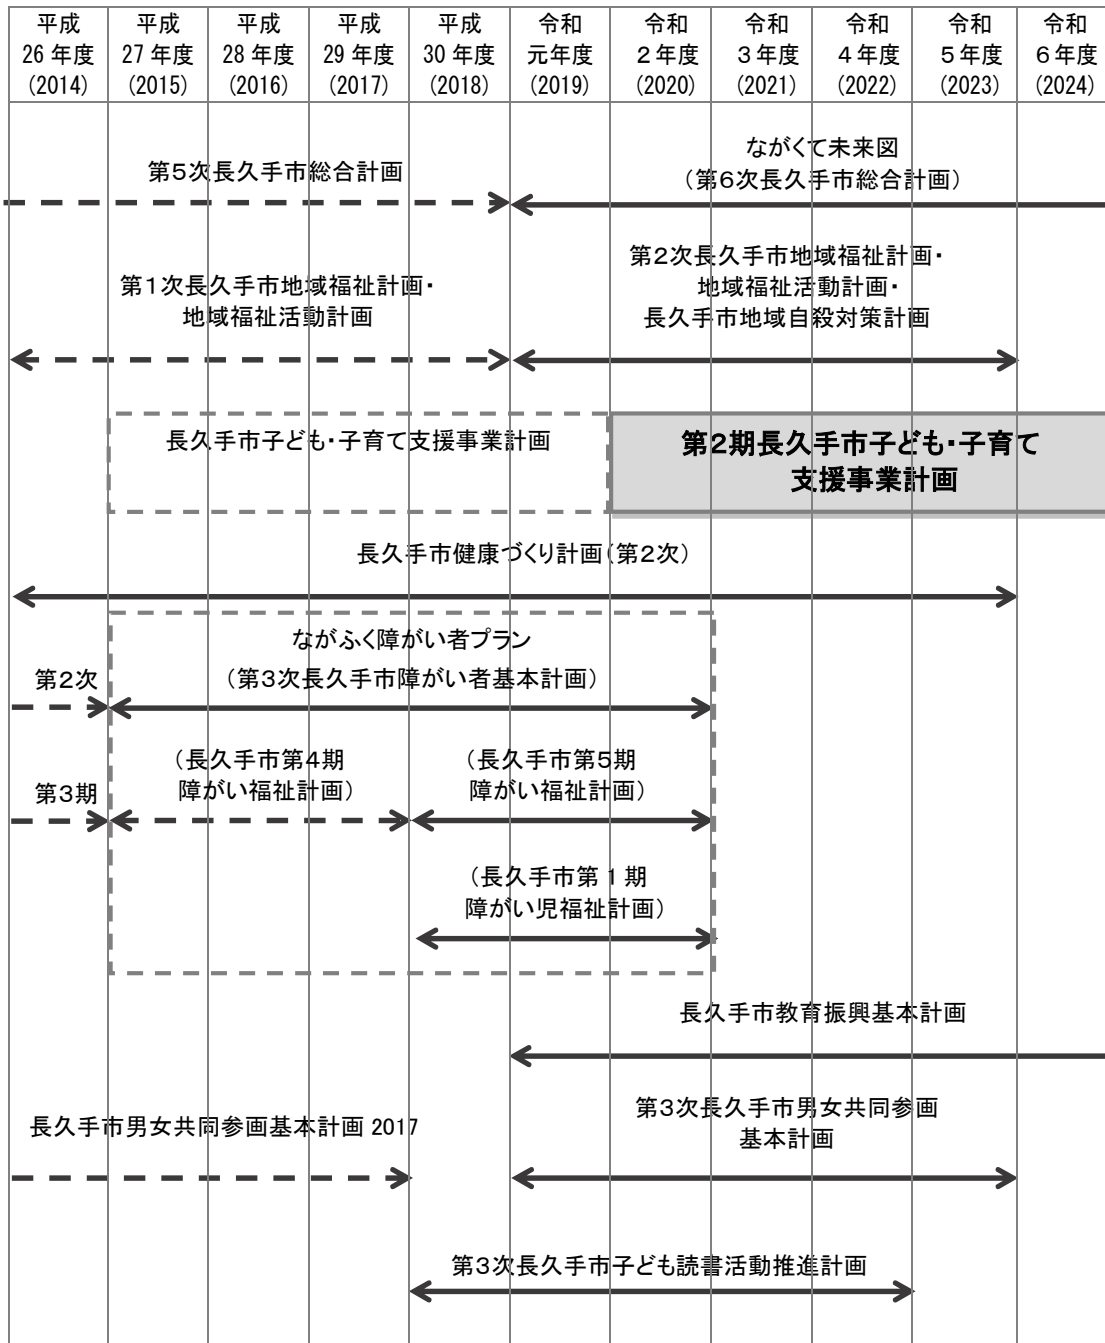 平成
26年度
(2014)
平成
27年度
(2015)
平成
28年度
(2016)
平成
29年度
(2017)
平成
30年度
(2018)
令和
元年度
(2019)
令和
2年度
(2020)
令和
3年度
(2021)
令和
4年度
(2022)
令和
5年度
(2023)
令和
6年度
(2024)
第5次長久手市総合計画
ながくて未来図
(第6次長久手市総合計画)
第1次長久手市地域福祉計画・
地域福祉活動計画
第2次長久手市地域福祉計画・
地域福祉活動計画・
長久手市地域自殺対策計画
長久手市子ども・子育て支援事業計画
第2期長久手市子ども・子育て
支援事業計画
長久手市健康づくり計画(第2次)
ながふく障がい者プラン
第2次
(第3次長久手市障がい者基本計画)
第3期
(長久手市第4期
障がい福祉計画)
(長久手市第5期
障がい福祉計画)
(長久手市第1期
障がい児福祉計画)
長久手市教育振興基本計画
長久手市男女共同参画基本計画 2017
第3次長久手市男女共同参画
基本計画
第3次長久手市子ども読書活動推進計画